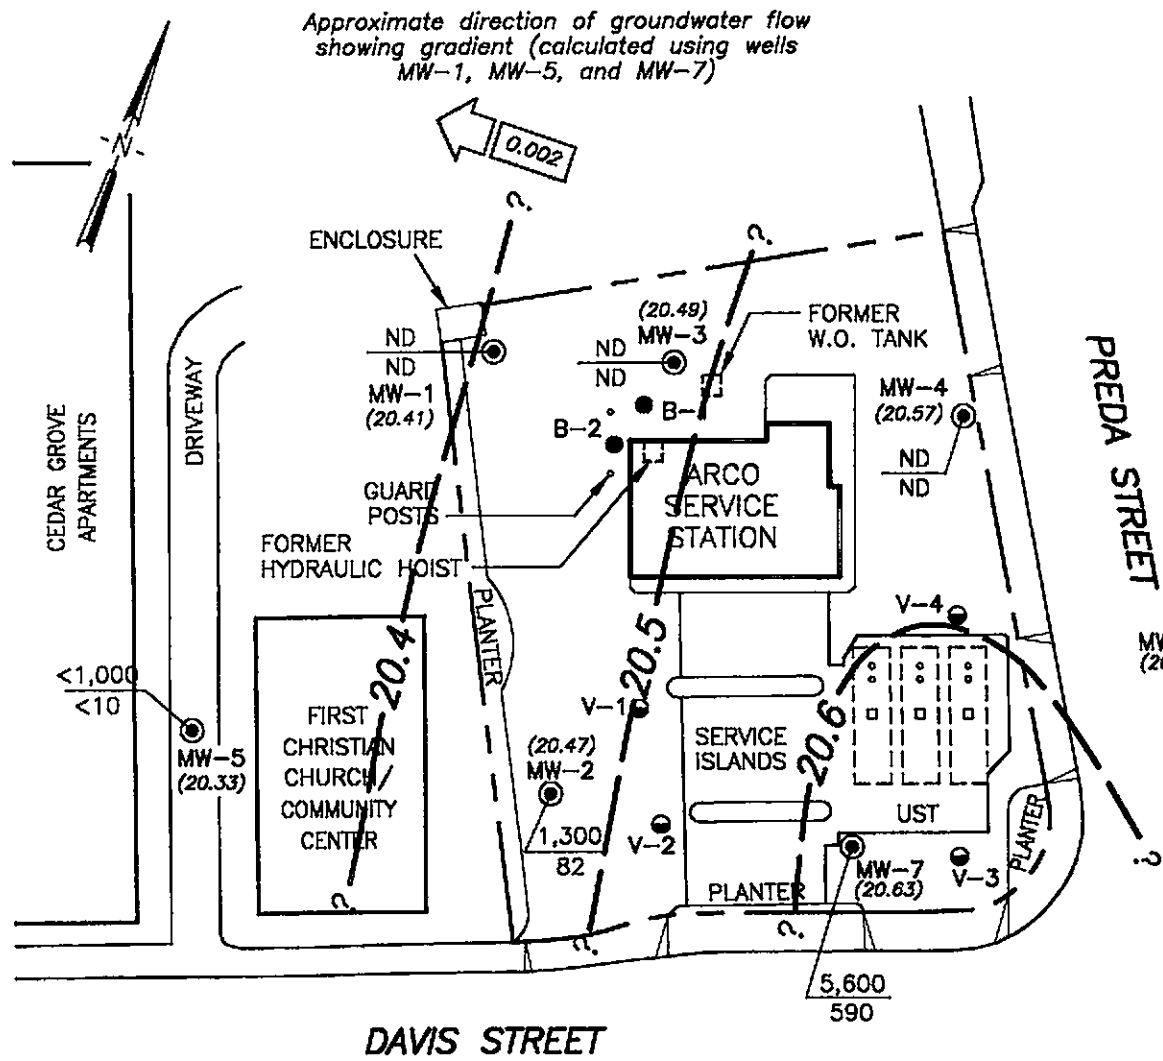 Approximate direction of groundwater flow
showing gradient (calculated using wells
MW-1, MW-5, and MW-7)
N
0.002
?
?
ENCLOSURE
(20.49)
MW-3
FORMER
W.O. TANK
ND
ND
MW-1
(20.41)
ND
ND
MW-4
(20.57)
ND
ND
B-
B-2
PREDA STREET
DRIVEWAY
CEDAR GROVE
APARTMENTS
GUARD
POSTS
ARCO
SERVICE
STATION
FORMER
HYDRAULIC HOIST
PLANTER
V-4
20.4
20.5
20.6
MW
(20
<1,000
<10
MW-5
(20.33)
FIRST
CHRISTIAN
CHURCH/
COMMUNITY
CENTER
V-1
(20.47)
MW-2
1,300
82
SERVICE
ISLANDS
UST
PLANTER
V-2
MW-7
(20.63)
V-3
PLANTER
?
?
?
?
5,600
590
DAVIS STREET